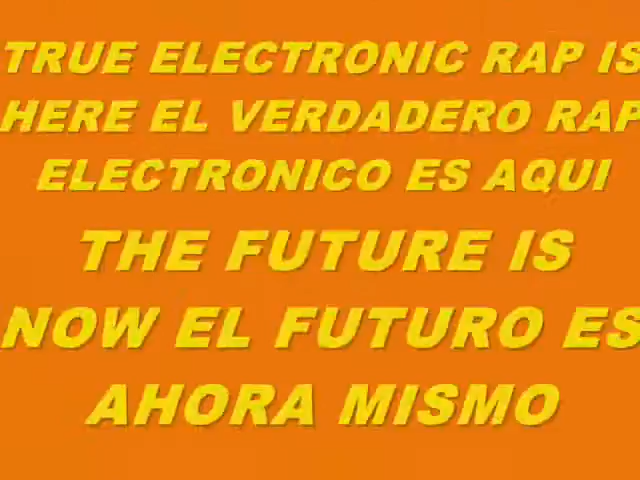 TRUE ELECTRONIC RAP IS
HERE EL VERDADERO RAP
ELECTRONICO ES AQUI
THE FUTURE IS
NOW EL FUTURO ES
AHORA MISMO